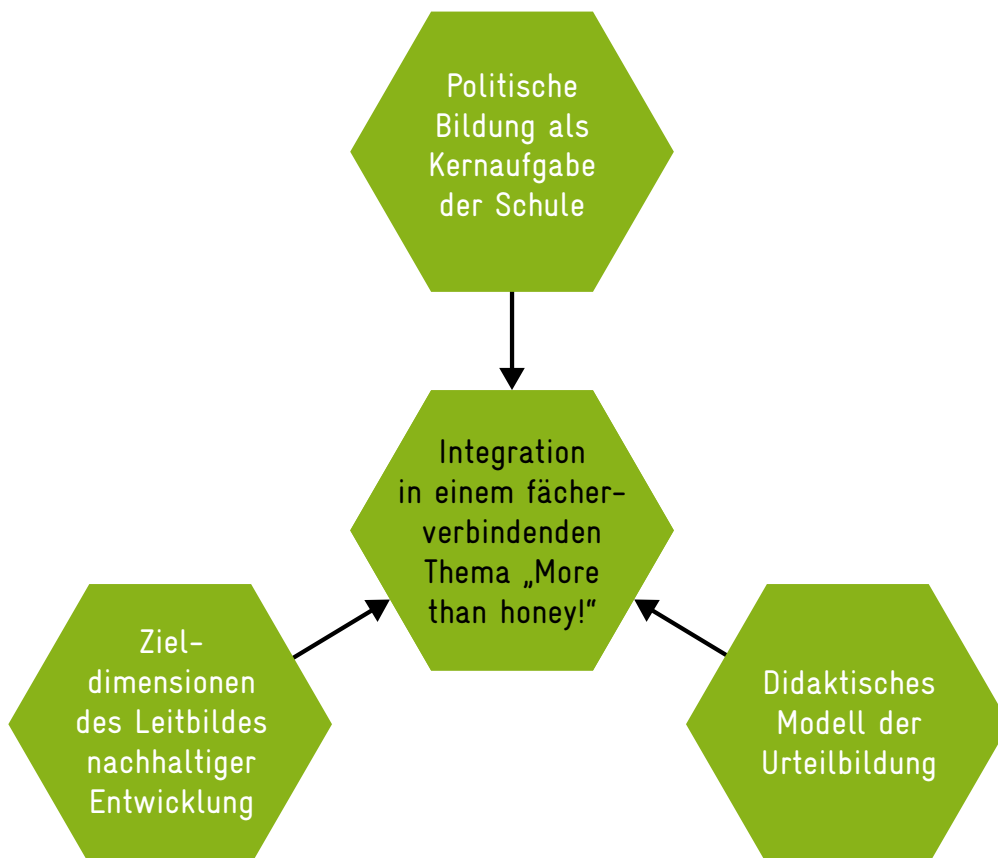 Politische
Bildung als
Kernaufgabe
der Schule
Integration
in einem fächer-
verbindenden
Thema „More
than honey!“
Ziel-
dimensionen
des Leitbildes
nachhaltiger
Entwicklung
Didaktisches
Modell der
Urteilbildung